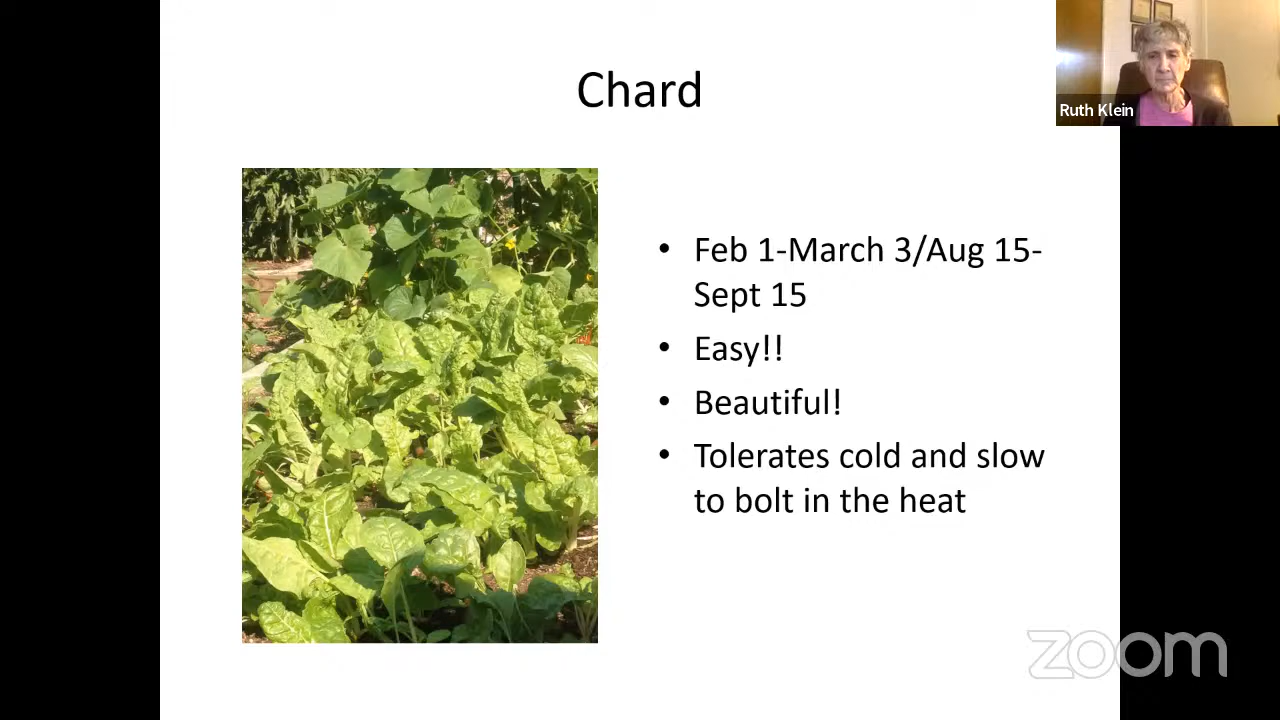 Chard
Ruth Klein
• Feb 1-March 3/Aug 15-
Sept 15
• Easy!!
• Beautiful!
• Tolerates cold and slow
to bolt in the heat
zoom